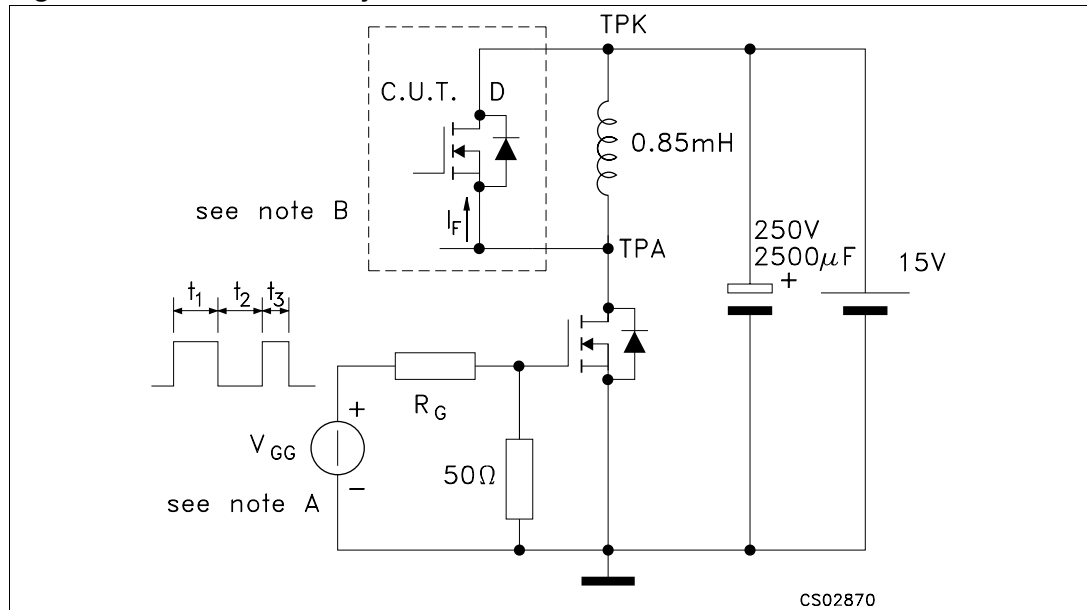 TPK
C.U.T. D
0.85mH
see note B
I_F
TPA
250V
2500μF
+
15V
t1 t2 t3
R_G
+
V_GG
−
50Ω
see note A
CS02870